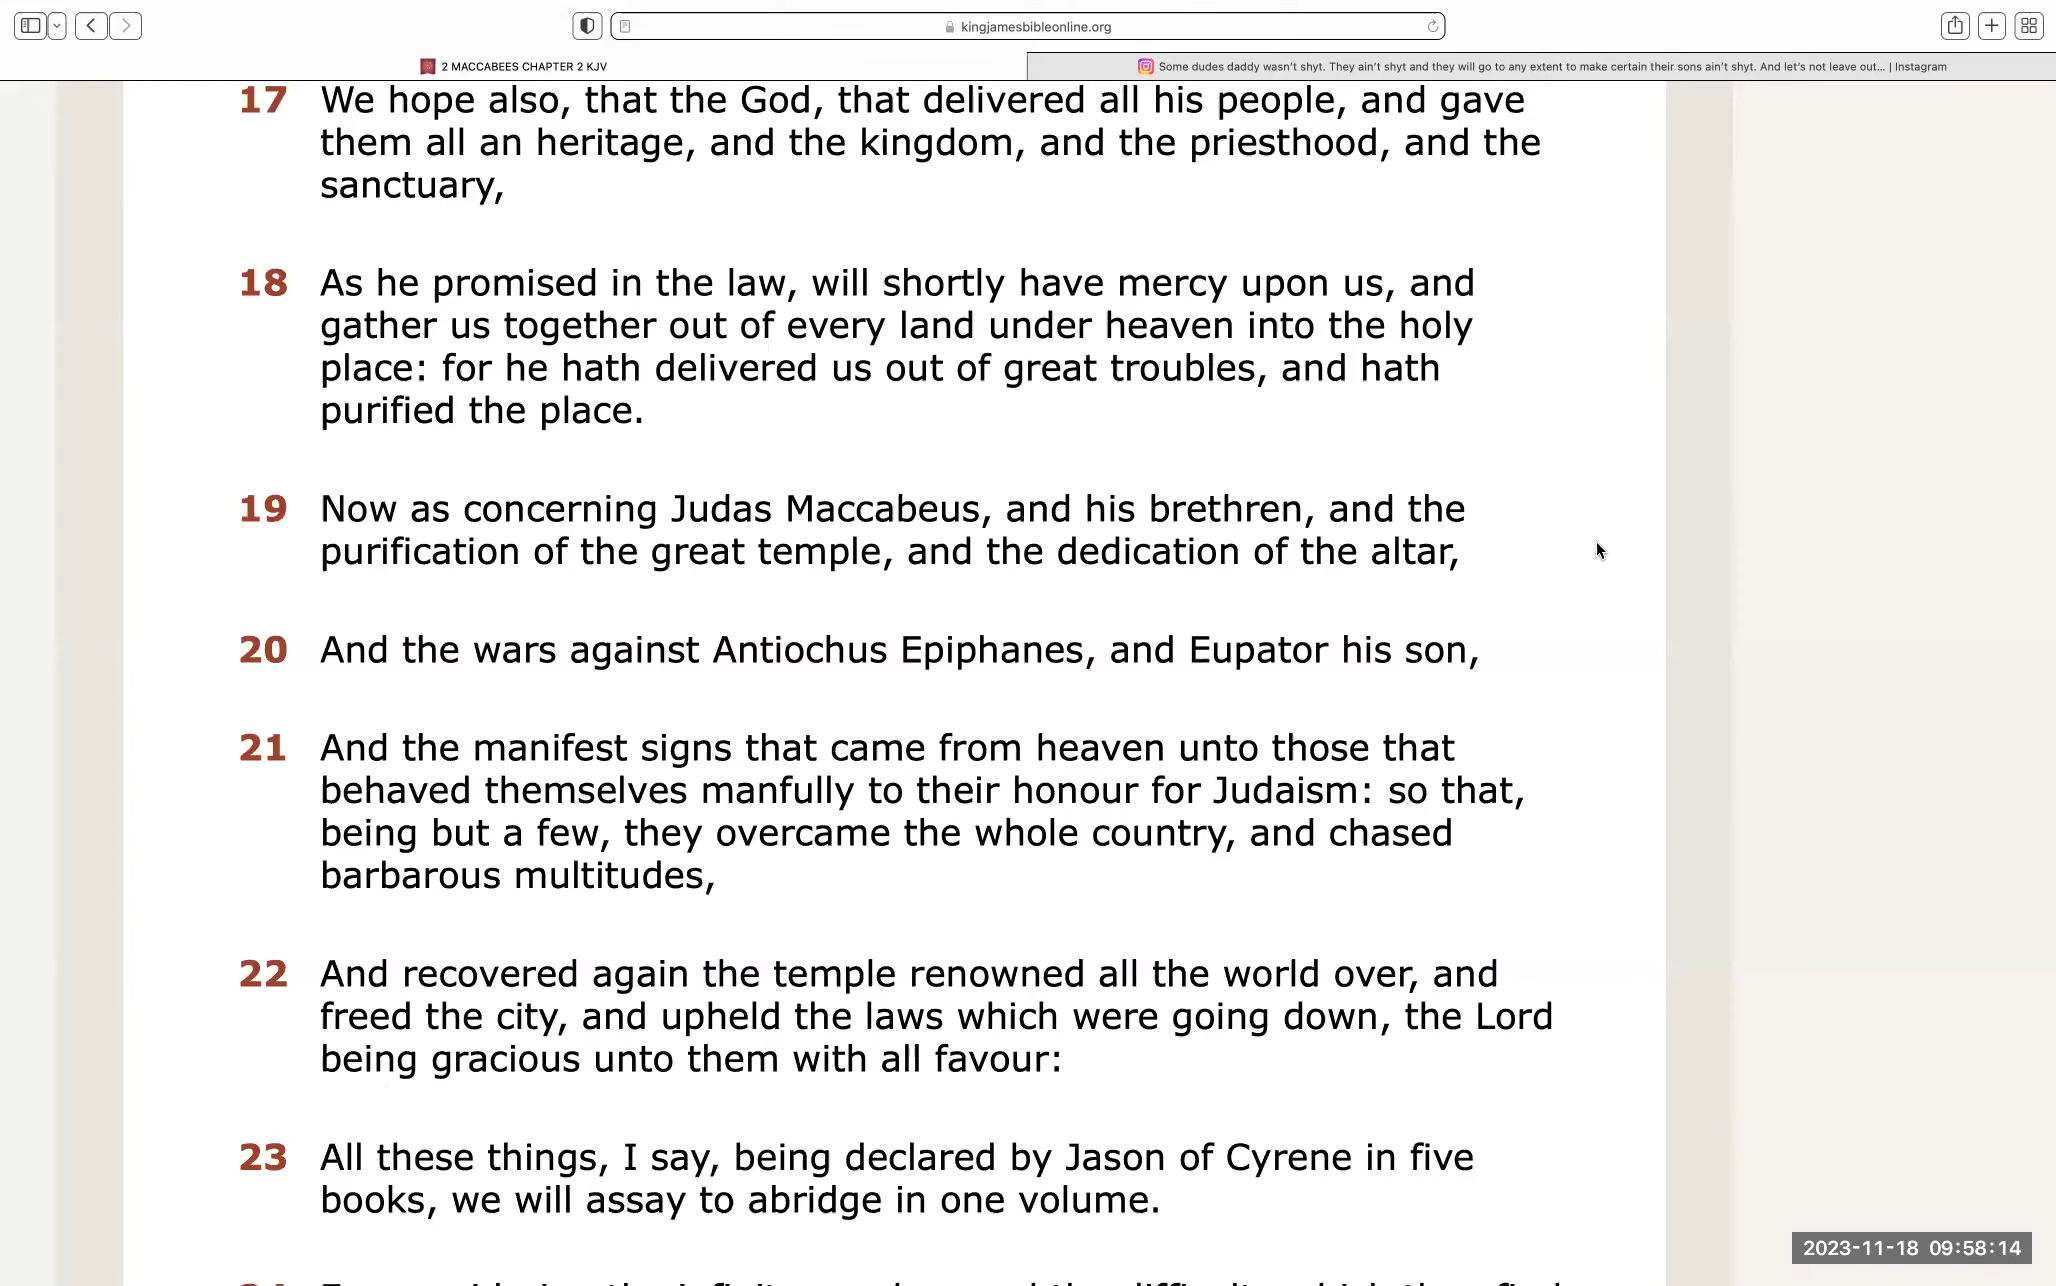 kingjamesbibleonline.org
2 MACCABEES CHAPTER 2 KJV
Some dudes daddy wasn't shyt. They ain't shyt and they will go to any extent to make certain their sons ain't shyt. And let's not leave out... | Instagram
17 We hope also, that the God, that delivered all his people, and gave
them all an heritage, and the kingdom, and the priesthood, and the
sanctuary,
18 As he promised in the law, will shortly have mercy upon us, and
gather us together out of every land under heaven into the holy
place: for he hath delivered us out of great troubles, and hath
purified the place.
19 Now as concerning Judas Maccabeus, and his brethren, and the
purification of the great temple, and the dedication of the altar,
20 And the wars against Antiochus Epiphanes, and Eupator his son,
21 And the manifest signs that came from heaven unto those that
behaved themselves manfully to their honour for Judaism: so that,
being but a few, they overcame the whole country, and chased
barbarous multitudes,
22 And recovered again the temple renowned all the world over, and
freed the city, and upheld the laws which were going down, the Lord
being gracious unto them with all favour:
23 All these things, I say, being declared by Jason of Cyrene in five
books, we will assay to abridge in one volume.
2023-11-18 09:58:14